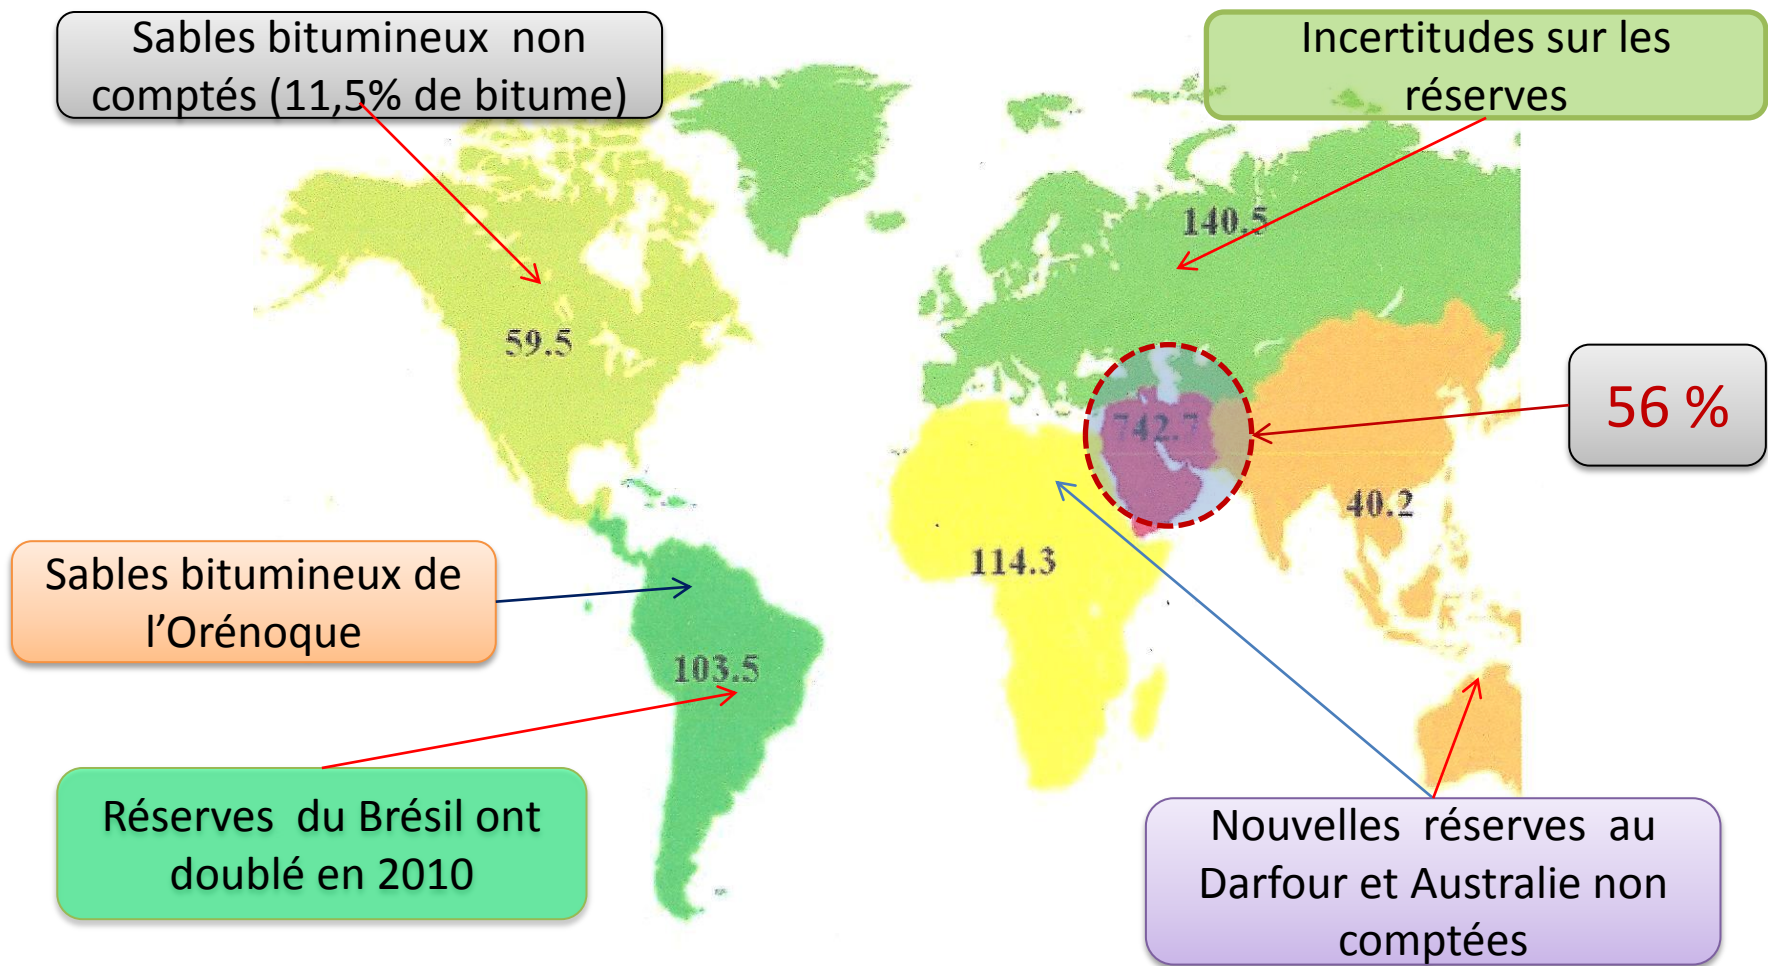 Sables bitumineux non
comptés (11,5% de bitume)
Incertitudes sur les
réserves
140.5
59.5
56 %
742.7
40.2
114.3
Sables bitumineux de
l'Orénoque
103.5
Réserves du Brésil ont
doublé en 2010
Nouvelles réserves au
Darfour et Australie non
comptées